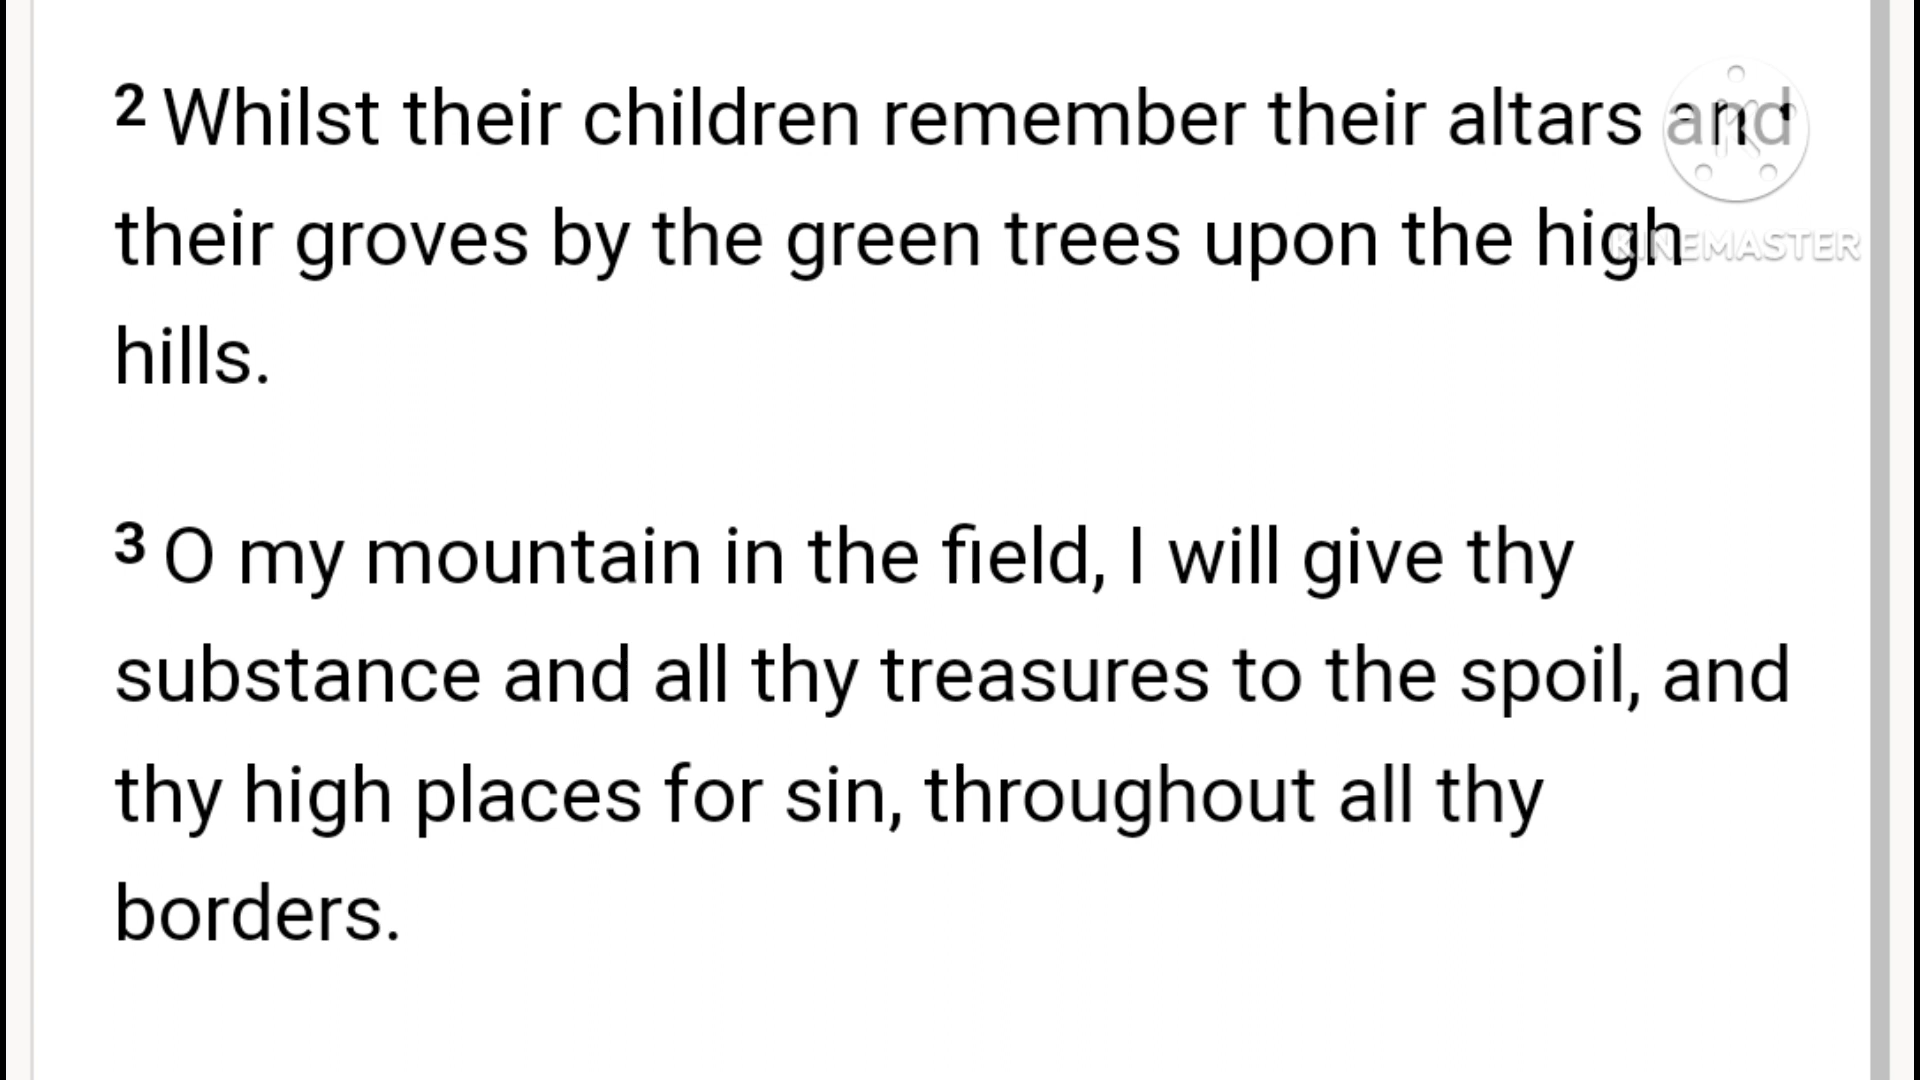 2 Whilst their children remember their altars and
their groves by the green trees upon the high
hills.
3 O my mountain in the field, I will give thy
substance and all thy treasures to the spoil, and
thy high places for sin, throughout all thy
borders.
KINEMASTER